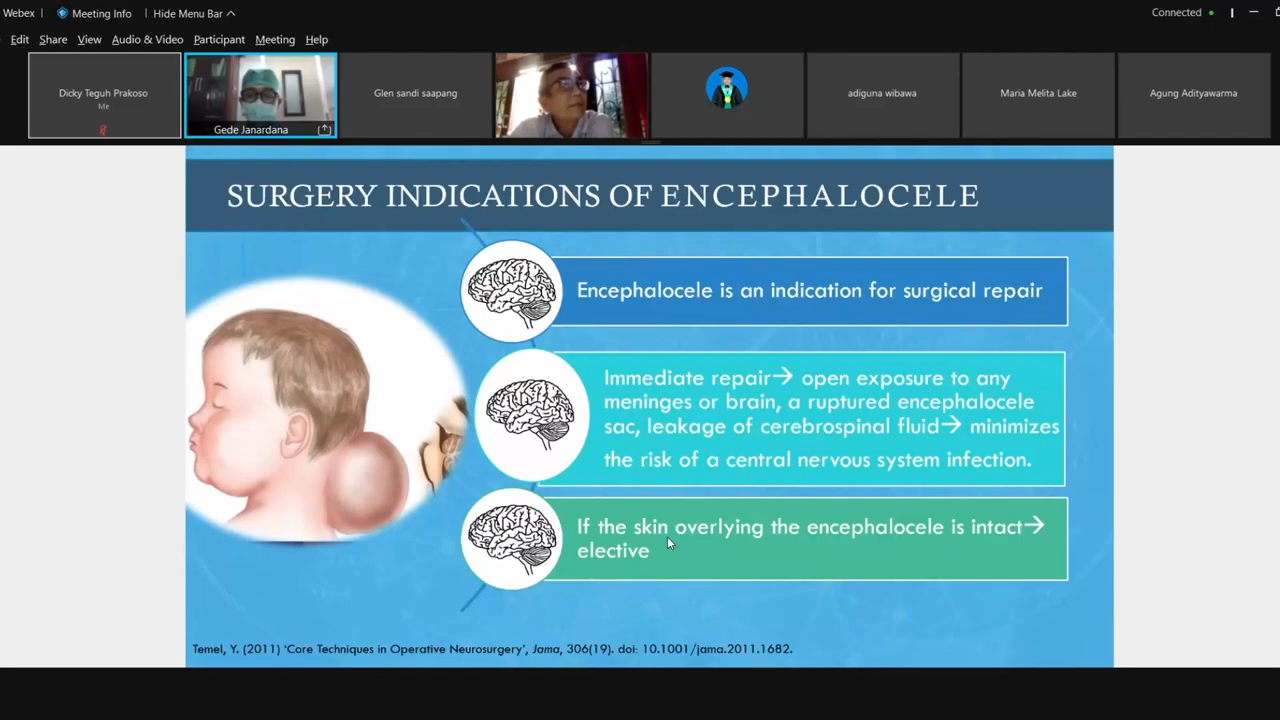 Webex
Meeting Info
Hide Menu Bar
Connected
Edit Share View Audio & Video Participant Meeting Help
Dicky Teguh Prakoso
Me
Gede Janardana
Glen sandi saapang
adiguna wibawa
Maria Melita Lake
Agung Adityawarma
SURGERY INDICATIONS OF ENCEPHALOCELE
Encephalocele is an indication for surgical repair
Immediate repair→ open exposure to any
meninges or brain, a ruptured encephalocele
sac, leakage of cerebrospinal fluid→ minimizes
the risk of a central nervous system infection.
If the skin overlying the encephalocele is intact→
elective
Temel, Y. (2011) ‘Core Techniques in Operative Neurosurgery’, Jama, 306(19). doi: 10.1001/jama.2011.1682.